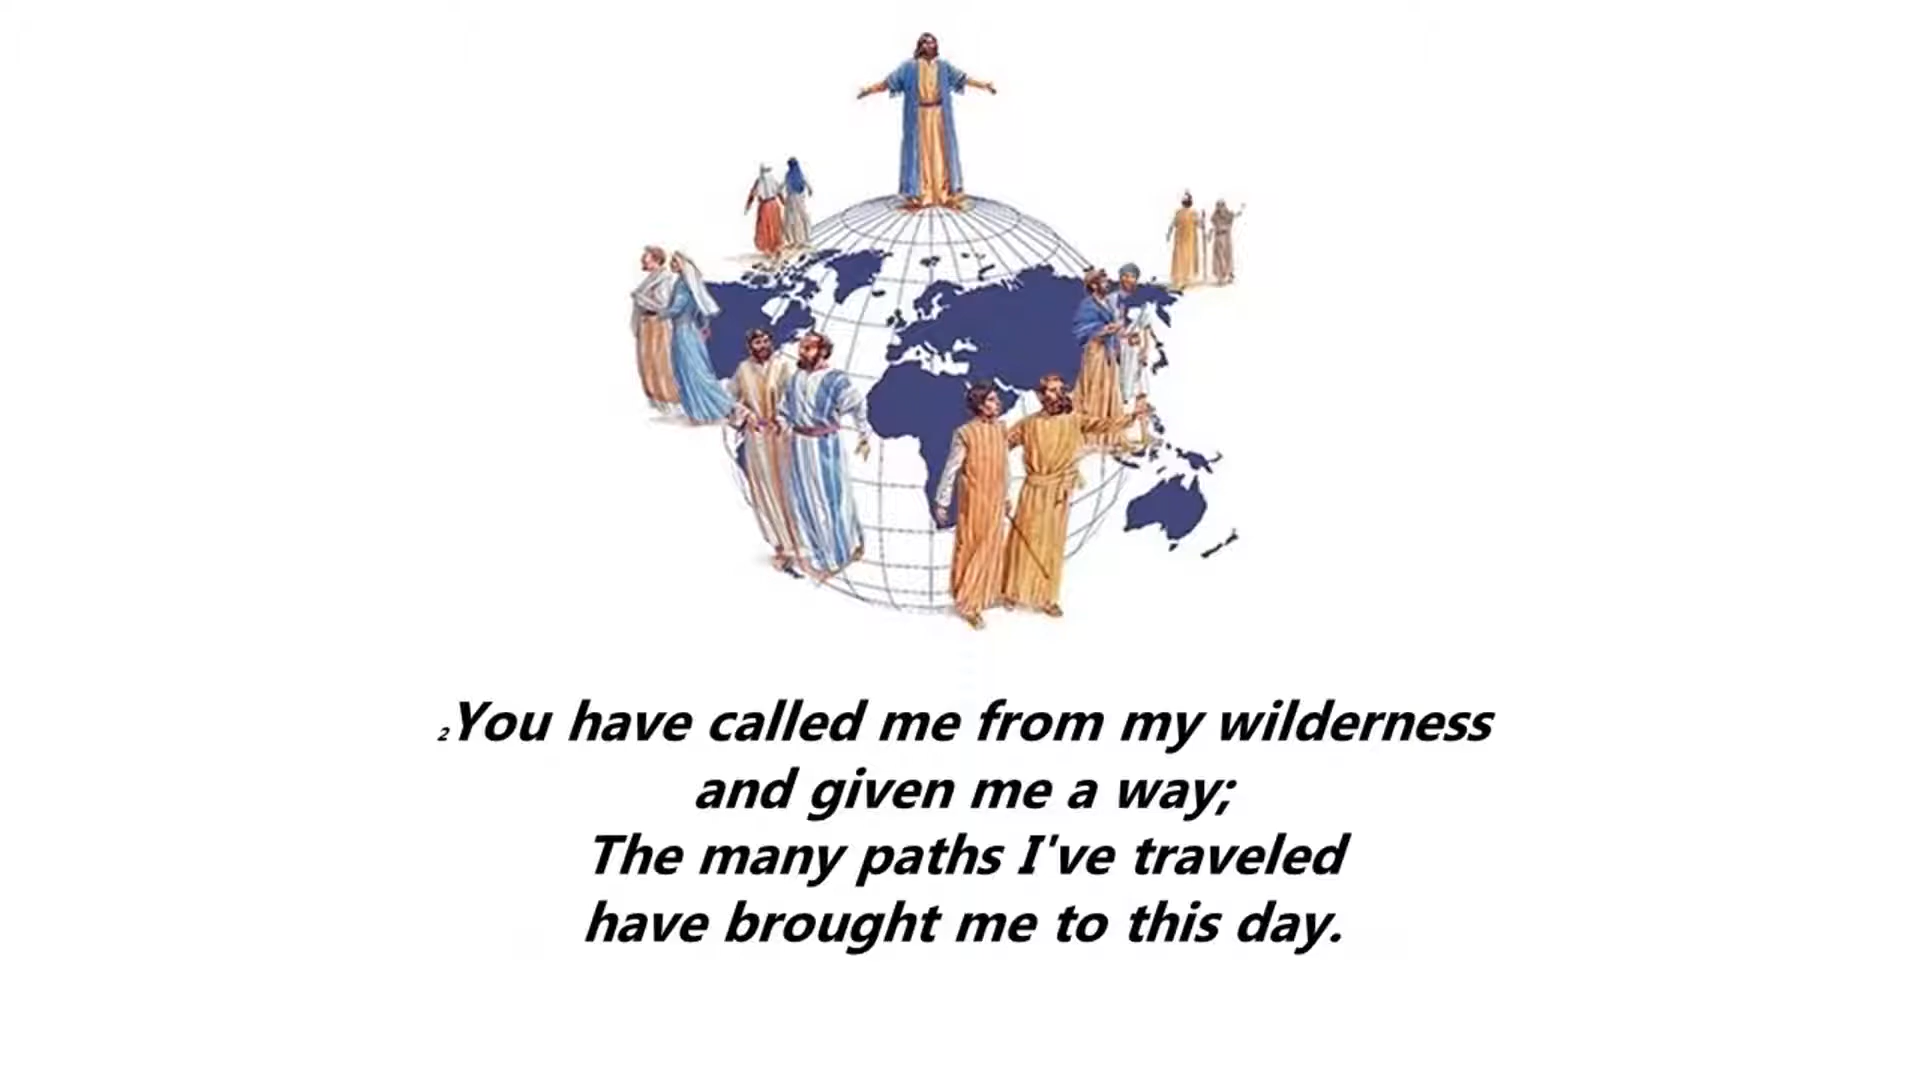 2You have called me from my wilderness
and given me a way;
The many paths I've traveled
have brought me to this day.